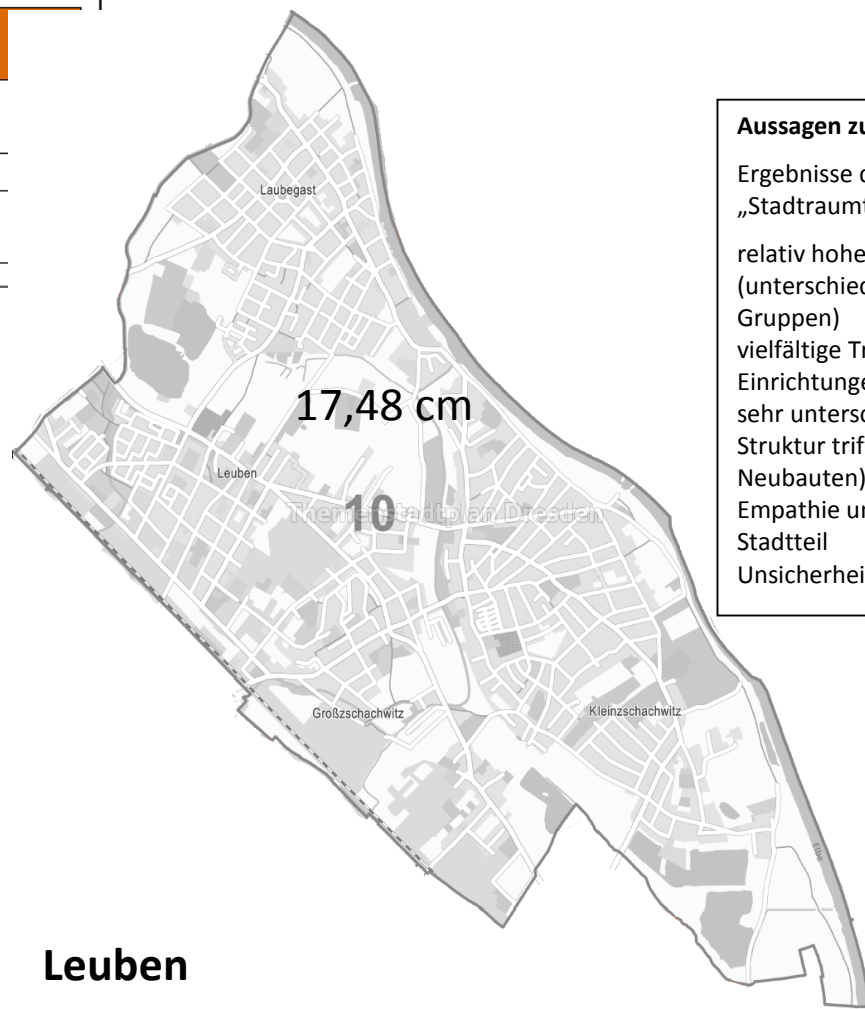 Laubegast
17,48 cm
Leuben
10
Themenstadtplan Dresden
Großzschachwitz
Kleinzschachwitz
Elbe
Leuben
Aussagen zu
Ergebnisse d
„Stadtraumt
relativ hohe
(unterschied
Gruppen)
vielfältige Tr
Einrichtunge
sehr untersc
Struktur trif
Neubauten)
Empathie un
Stadtteil
Unsicherhei